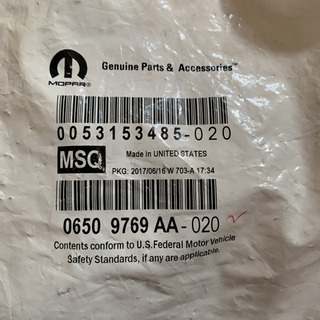 Genuine Parts & Accessories™
MOPAR®
0053153485-020
MSQ
Made in UNITED STATES
PKG: 2017/06/16 W 703-A 17:34
0650 9769 AA-020
Contents conform to U.S. Federal Motor Vehicle
Safety Standards, if any are applicable.